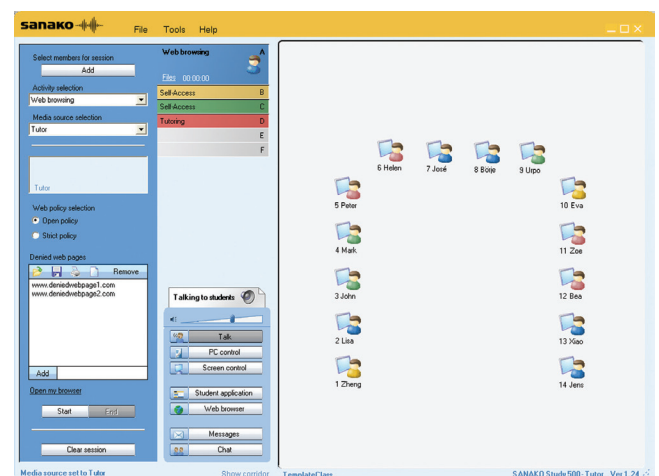 sanako
File Tools Help
Select members for session
Add
Activity selection
Web browsing
Media source selection
Tutor
Tutor
Web policy selection
Open policy
Strict policy
Denied web pages
Remove
www.deniedwebpage1.com
www.deniedwebpage2.com
Add
Open my browser
Start End
Clear session
Media source set to Tutor
Web browsing A
Files 00:00:00
Self-Access B
Self-Access C
Tutoring D
E
F
Talking to students
Talk
PC control
Screen control
Student application
Web browser
Messages
Chat
Show corridor
6 Helen 7 José 8 Börje 9 Urpo
5 Peter 10 Eva
4 Mark 11 Zoe
3 John 12 Bea
2 Lisa 13 Xiao
1 Zheng 14 Jens
TemplateClass
SANAKO Study 500 - Tutor Ver 1.24